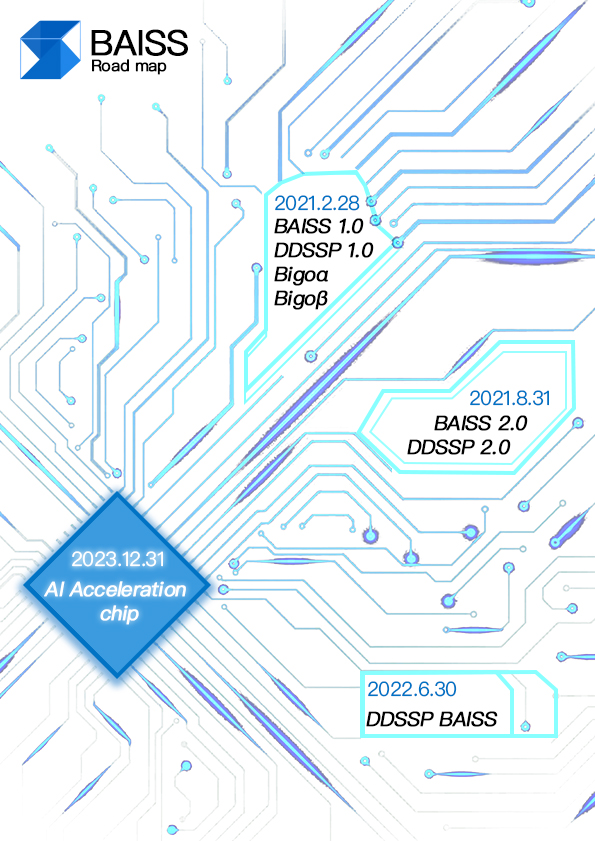 BAISS
Road map
2021.2.28
BAISS 1.0
DDSSP 1.0
Bigoα
Bigoβ
2021.8.31
BAISS 2.0
DDSSP 2.0
2023.12.31
AI Acceleration
chip
2022.6.30
DDSSP BAISS